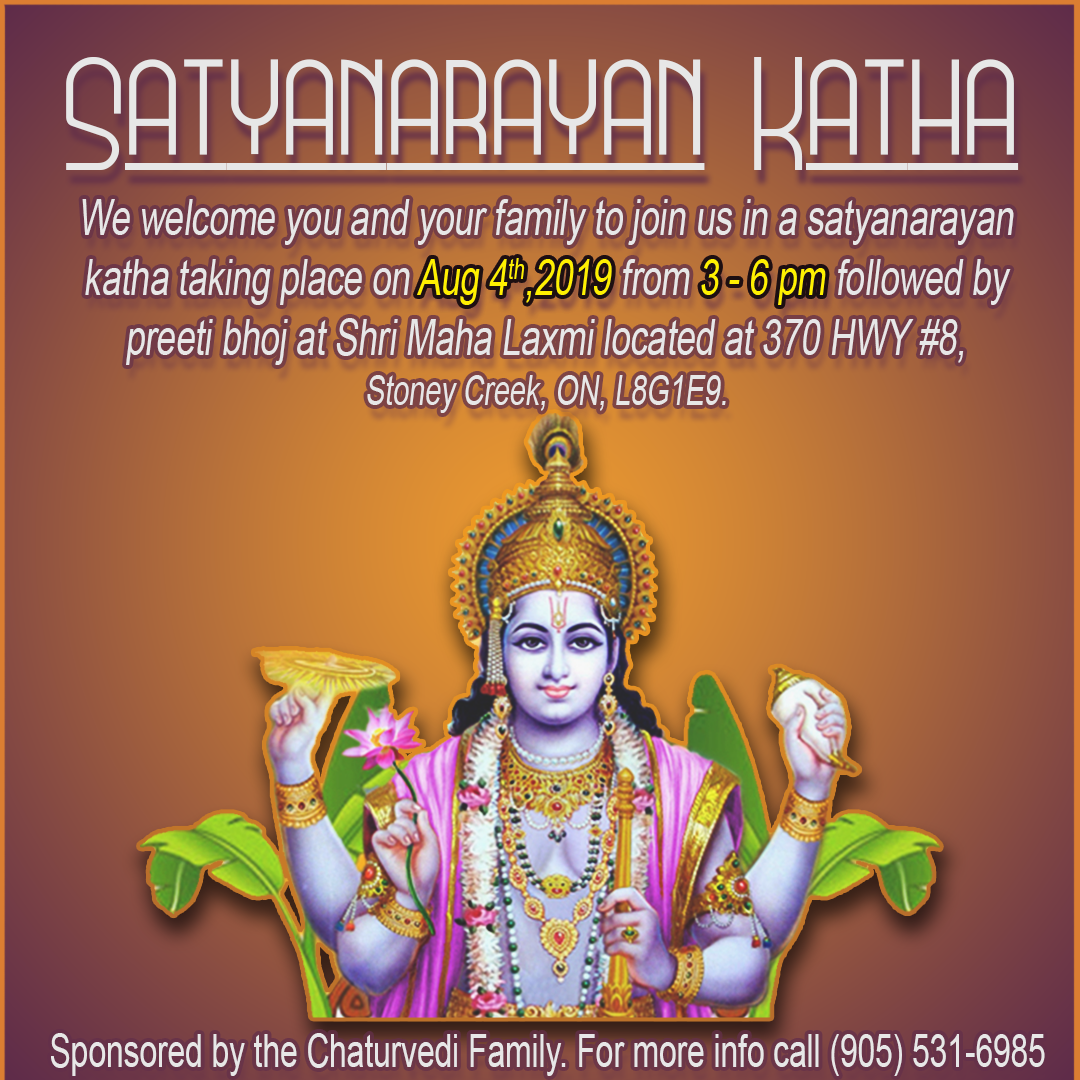 Satyanarayan Katha
We welcome you and your family to join us in a satyanarayan
katha taking place on Aug 4th,2019 from 3 - 6 pm followed by
preeti bhoj at Shri Maha Laxmi located at 370 HWY #8,
Stoney Creek, ON, L8G1E9.
Sponsored by the Chaturvedi Family. For more info call (905) 531-6985